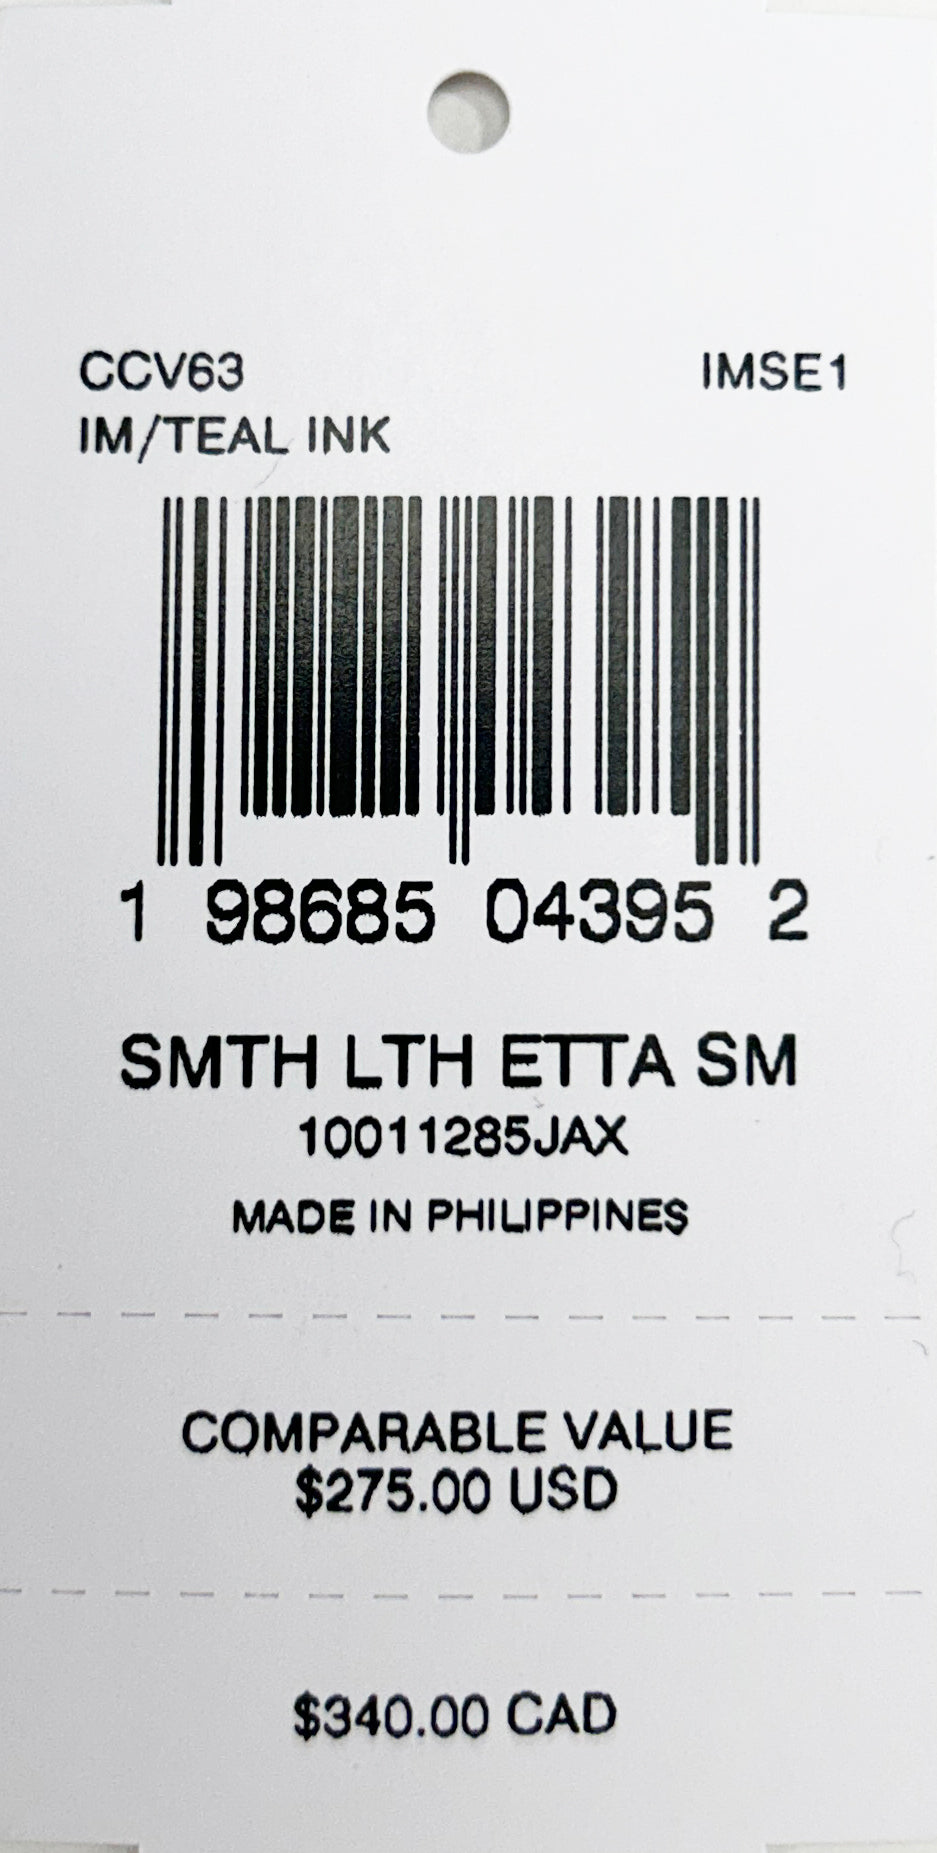 CCV63 IMSE1
IM/TEAL INK
1 98685 04395 2
SMTH LTH ETTA SM
10011285JAX
MADE IN PHILIPPINES
COMPARABLE VALUE
$275.00 USD
$340.00 CAD